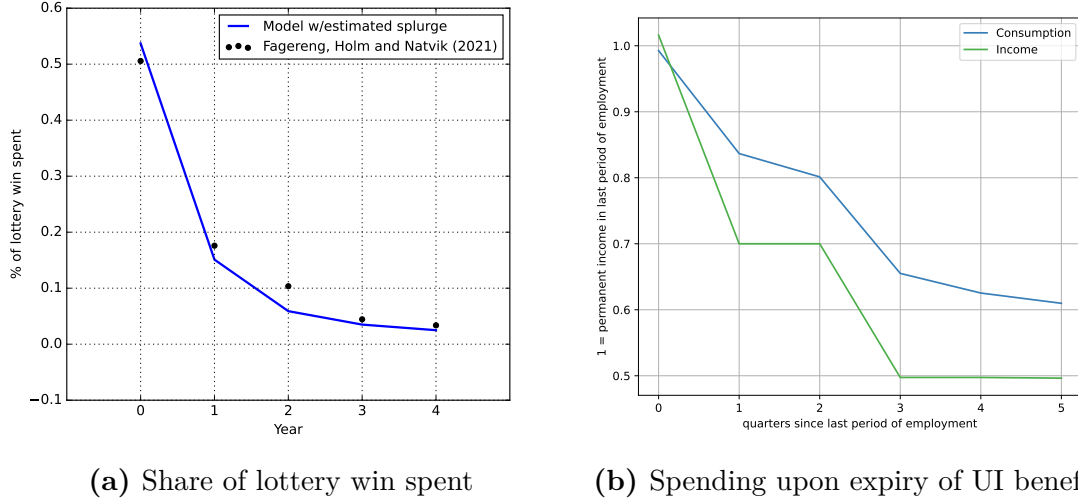 0.6
0.5
0.4
0.3
0.2
0.1
0.0
−0.1
% of lottery win spent
0 1 2 3 4
Year
Model w/estimated splurge
Fagereng, Holm and Natvik (2021)
(a) Share of lottery win spent
1.0
0.9
0.8
0.7
0.6
0.5
1 = permanent income in last period of employment
0 1 2 3 4 5
quarters since last period of employment
Consumption
Income
(b) Spending upon expiry of UI benef